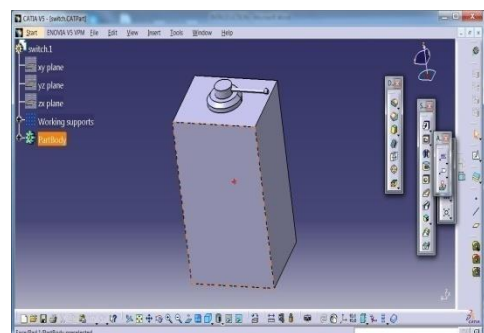 CATIA V5 - [switch.CATPart]
Start ENOVIA V5 VPM File Edit View Insert Tools Window Help
switch.1
xy plane
yz plane
zx plane
Working supports
PartBody